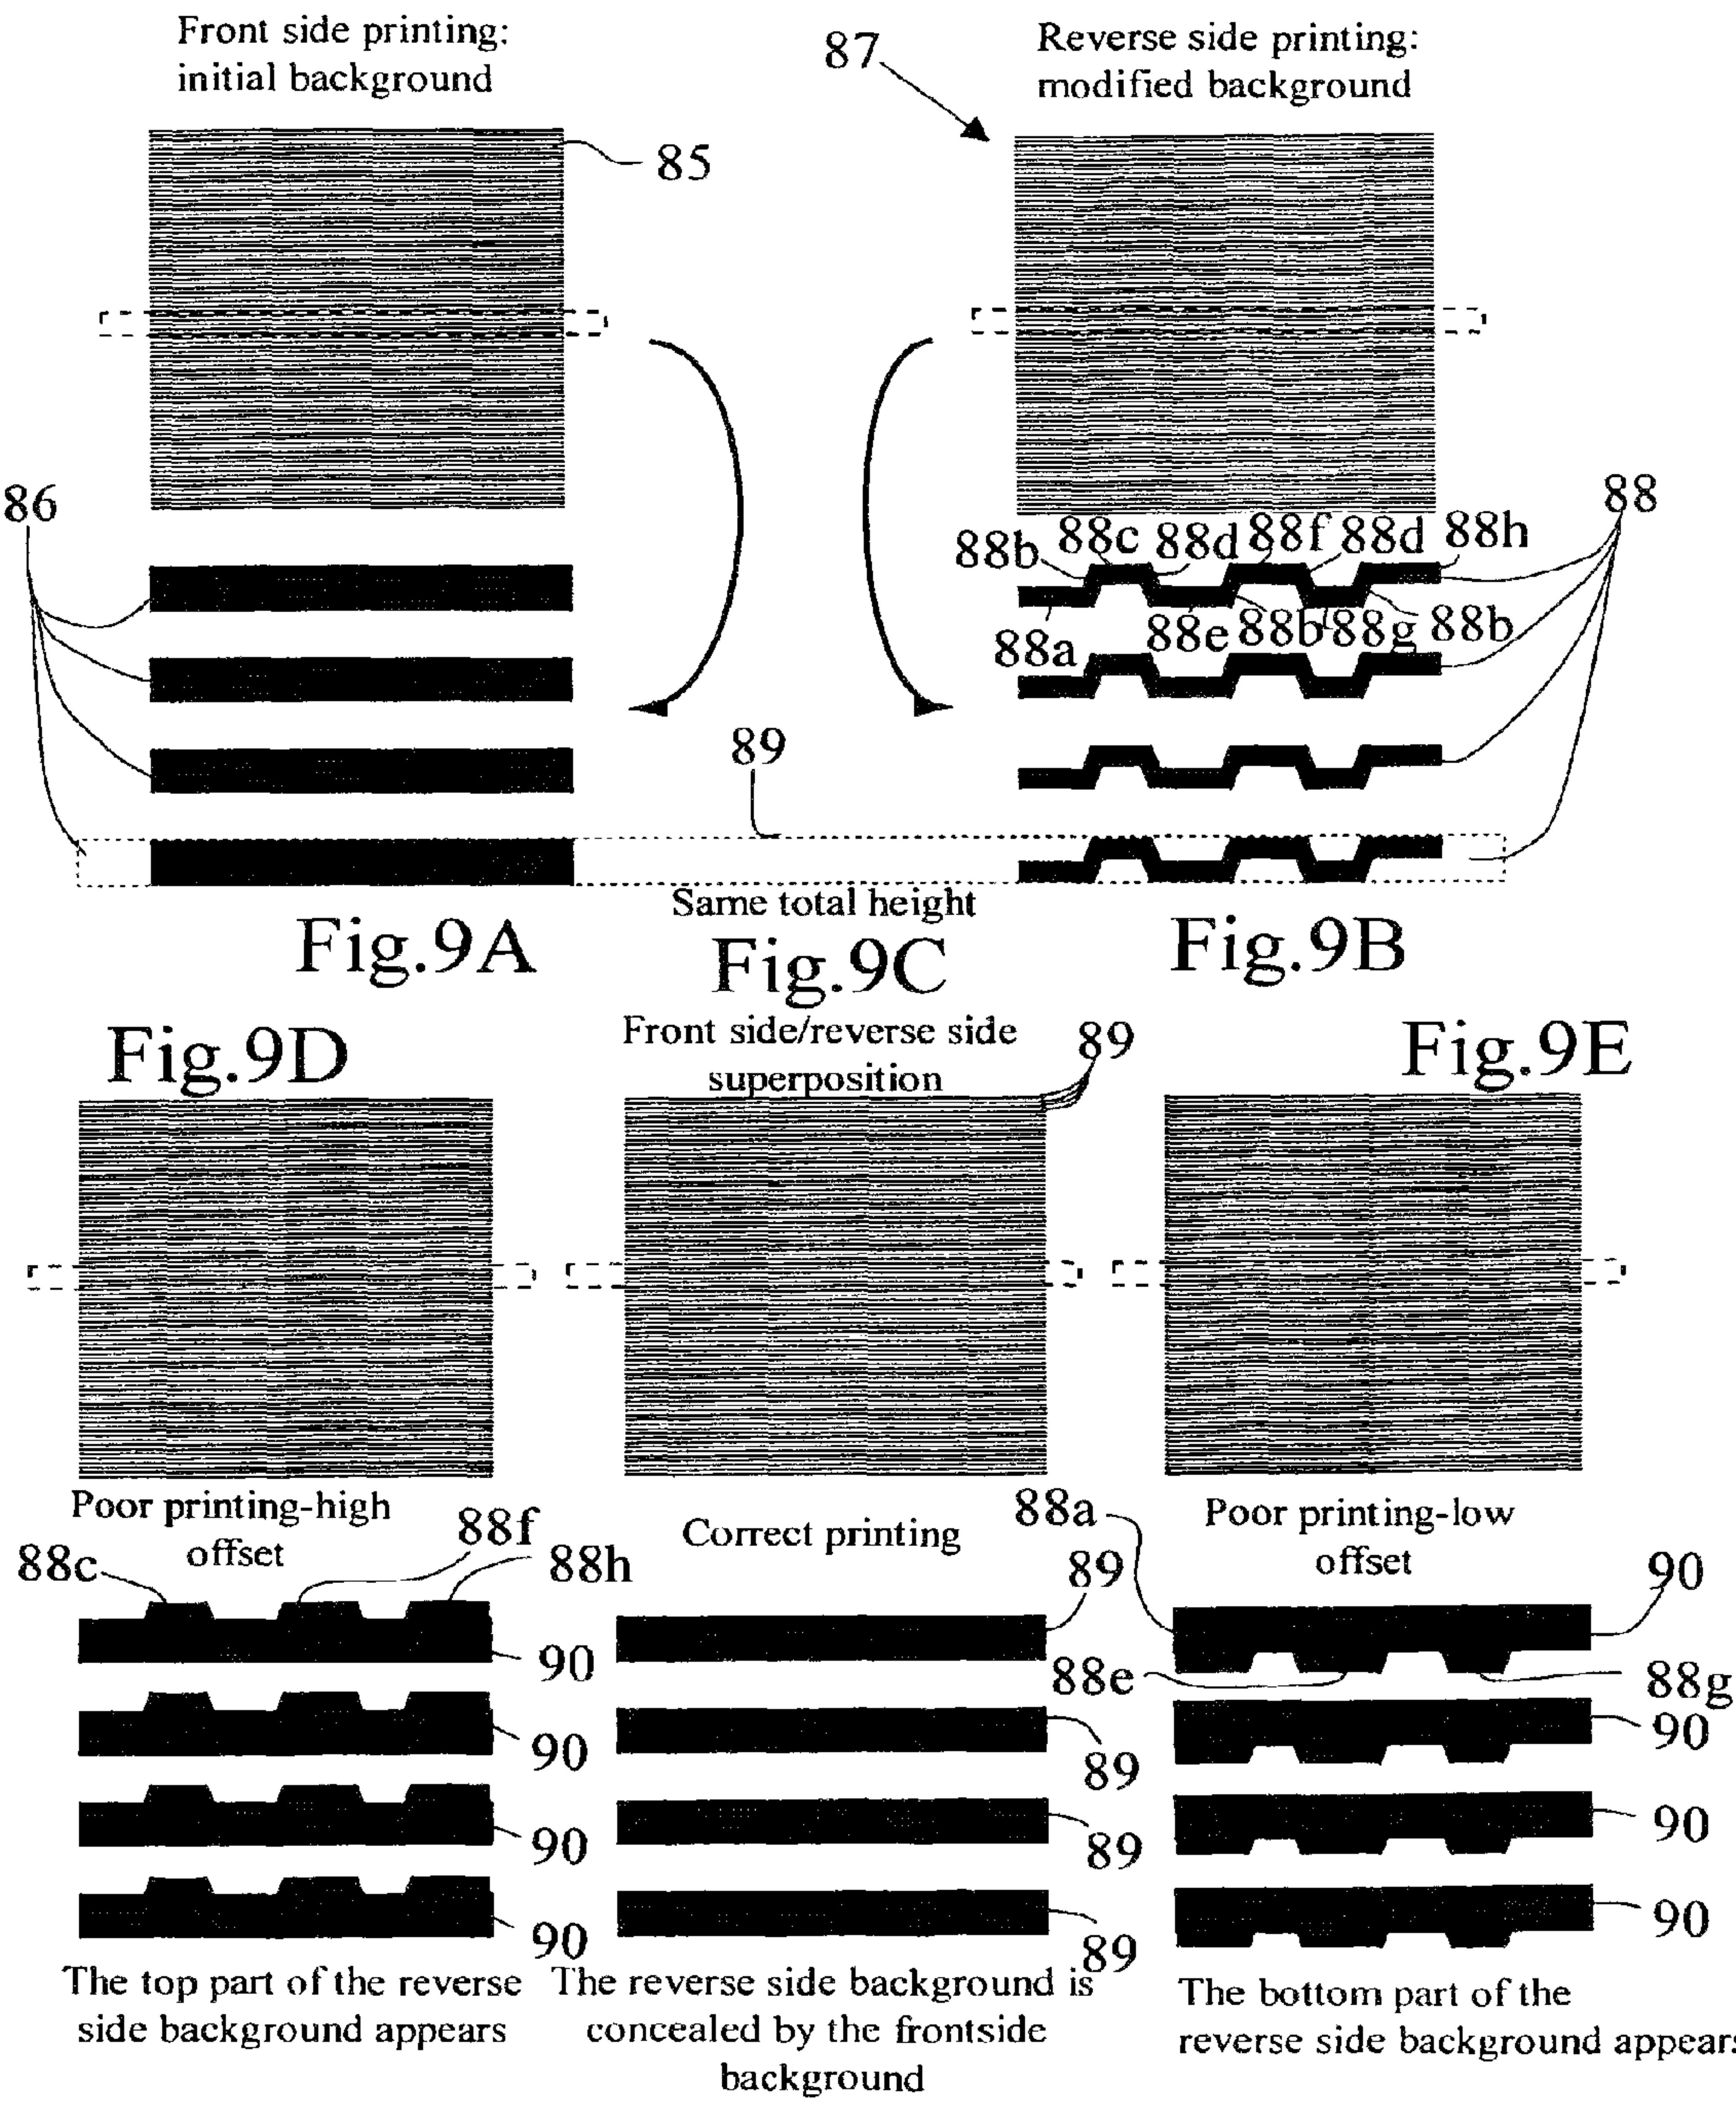 Front side printing:
initial background
87
Reverse side printing:
modified background
85
86
88
88b 88c 88d 88f 88d 88h
88a 88e 88b 88g 88b
89
Same total height
Fig.9A
Fig.9C
Fig.9B
Fig.9D
Front side/reverse side
superposition
89
Fig.9E
Poor printing-high
offset
88c
88f
88h
90
90
90
90
The top part of the reverse
side background appears
Correct printing
89
89
89
89
The reverse side background is
concealed by the frontside
background
Poor printing-low
offset
88a
88e
88g
90
90
90
90
The bottom part of the
reverse side background appears